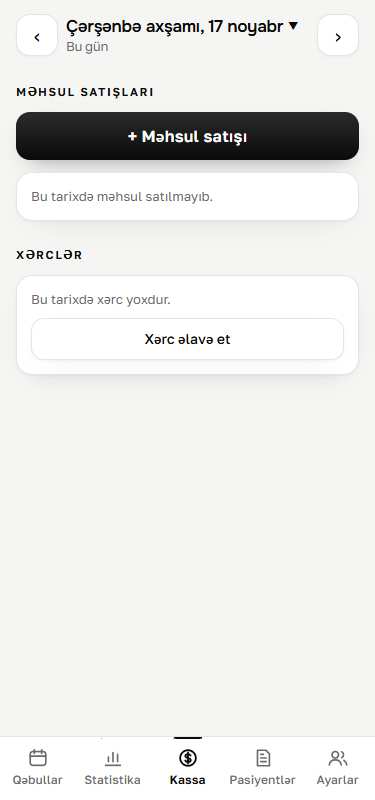 ‹
Çərşənbə axşamı, 17 noyabr ▼
Bu gün
›
MƏHSUL SATIŞLARI
+ Məhsul satışı
Bu tarixdə məhsul satılmayıb.
XƏRCLƏR
Bu tarixdə xərc yoxdur.
Xərc əlavə et
Qəbullar
Statistika
Kassa
Pasiyentlər
Ayarlar